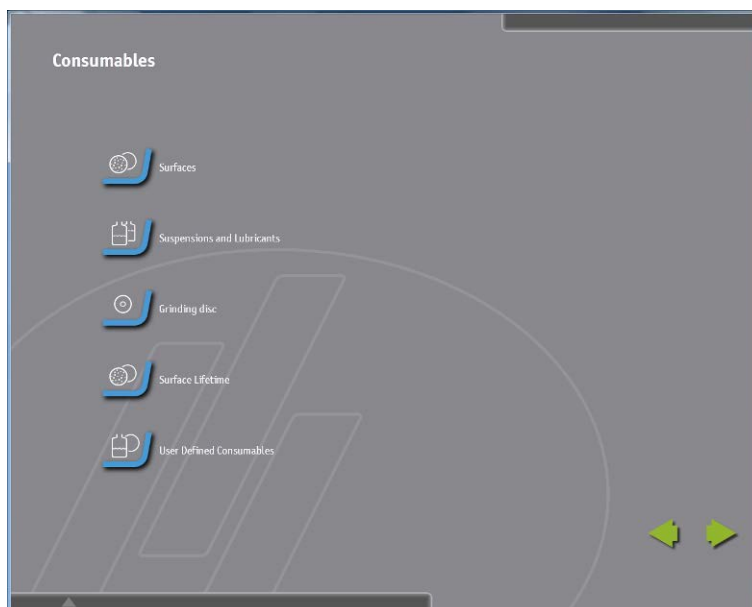 Consumables
Surfaces
Suspensions and Lubricants
Grinding disc
Surface Lifetime
User Defined Consumables